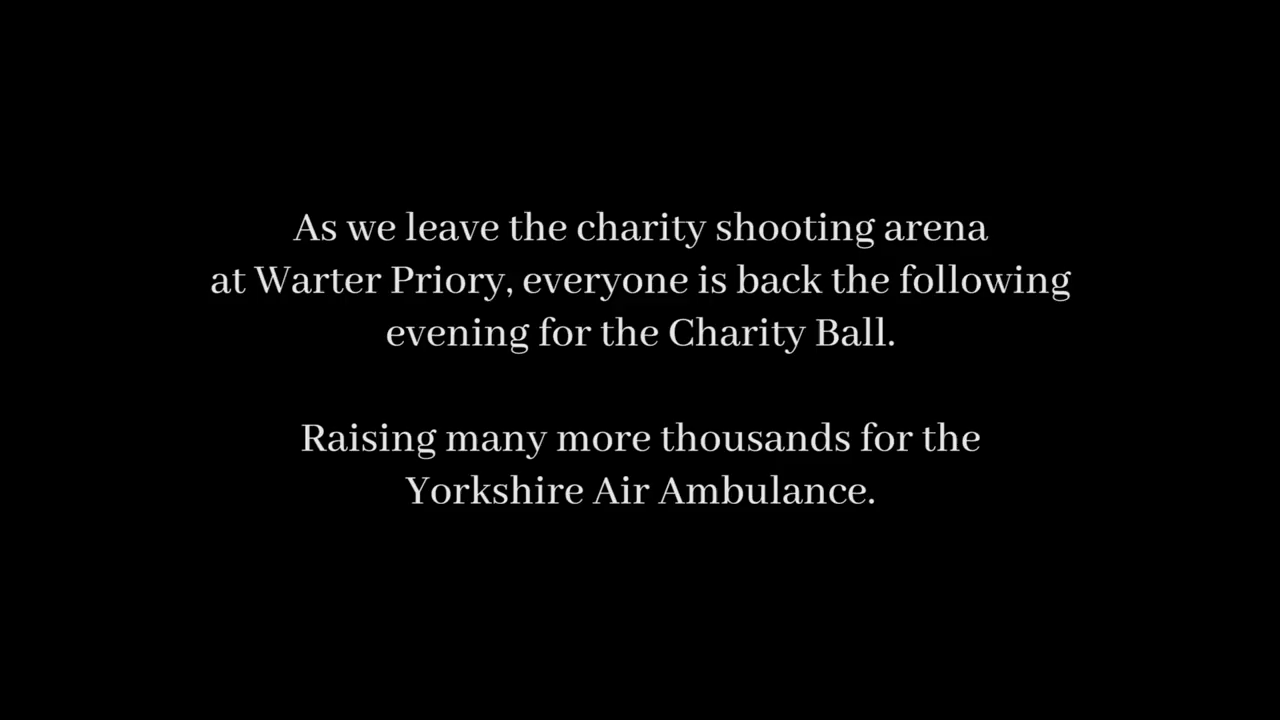 As we leave the charity shooting arena
at Warter Priory, everyone is back the following
evening for the Charity Ball.
Raising many more thousands for the
Yorkshire Air Ambulance.